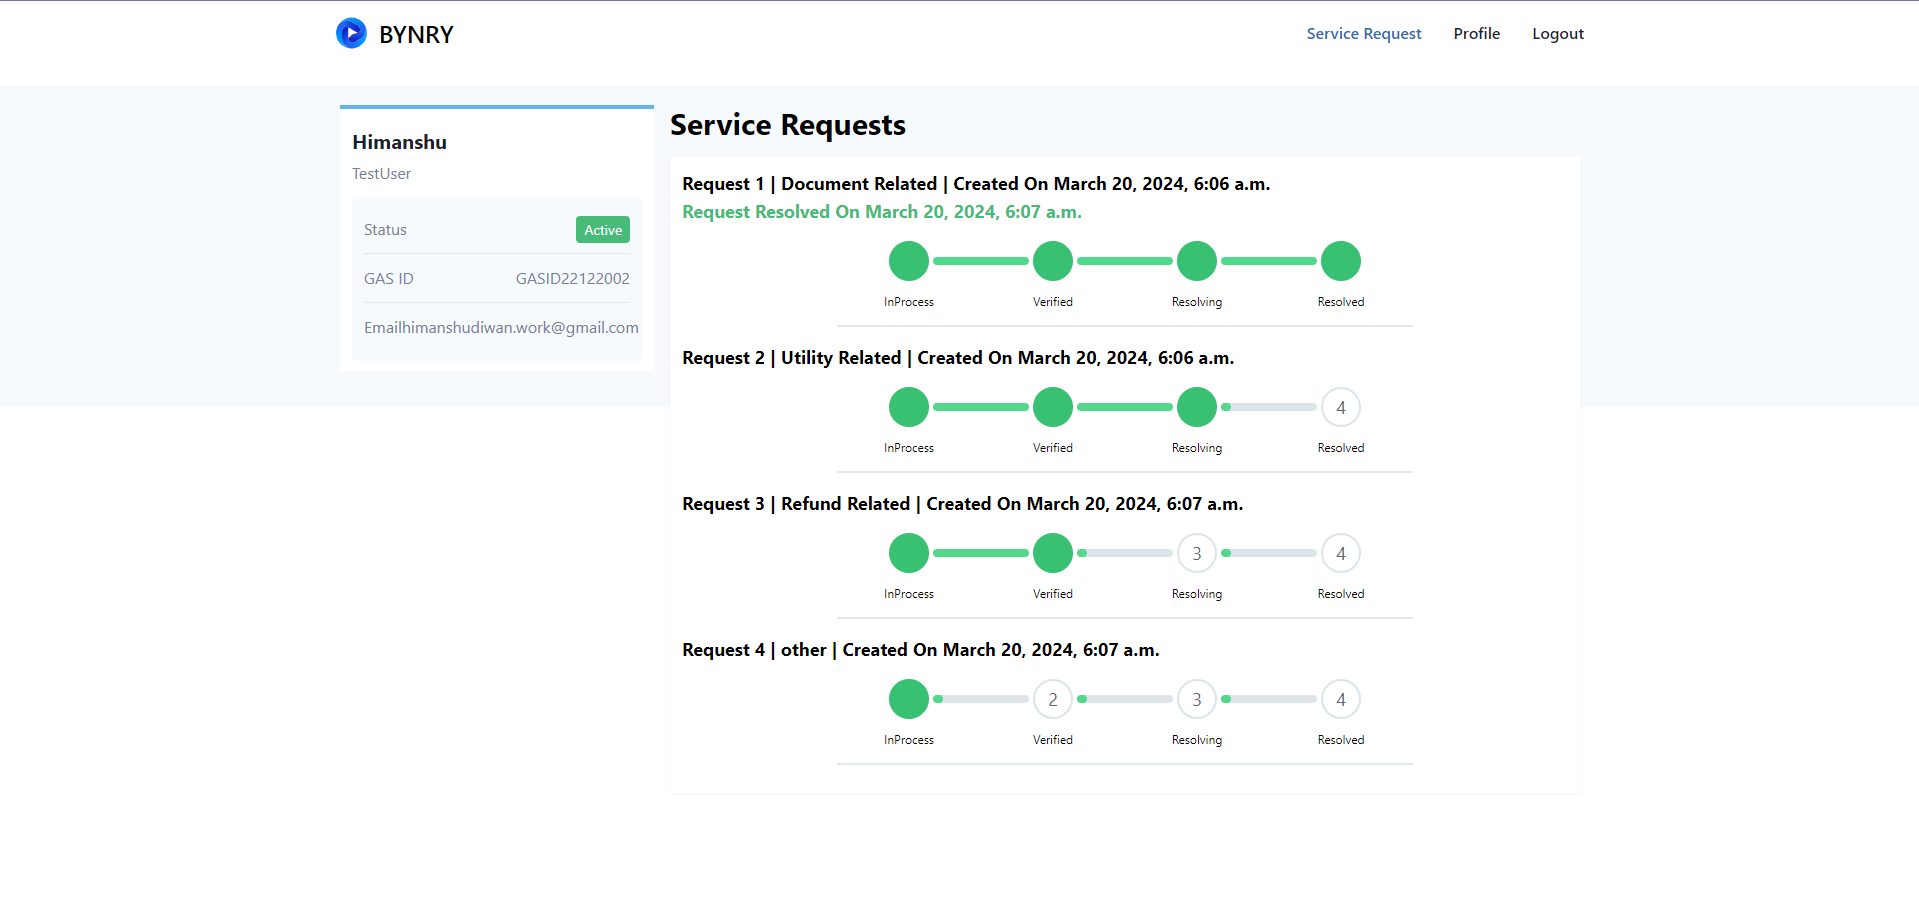 BYNRY
Service Request Profile Logout
Himanshu
TestUser
Status Active
GAS ID GASID22122002
Emailhimanshudiwan.work@gmail.com
Service Requests
Request 1 | Document Related | Created On March 20, 2024, 6:06 a.m.
Request Resolved On March 20, 2024, 6:07 a.m.
InProcess Verified Resolving Resolved
Request 2 | Utility Related | Created On March 20, 2024, 6:06 a.m.
4
InProcess Verified Resolving Resolved
Request 3 | Refund Related | Created On March 20, 2024, 6:07 a.m.
3 4
InProcess Verified Resolving Resolved
Request 4 | other | Created On March 20, 2024, 6:07 a.m.
2 3 4
InProcess Verified Resolving Resolved